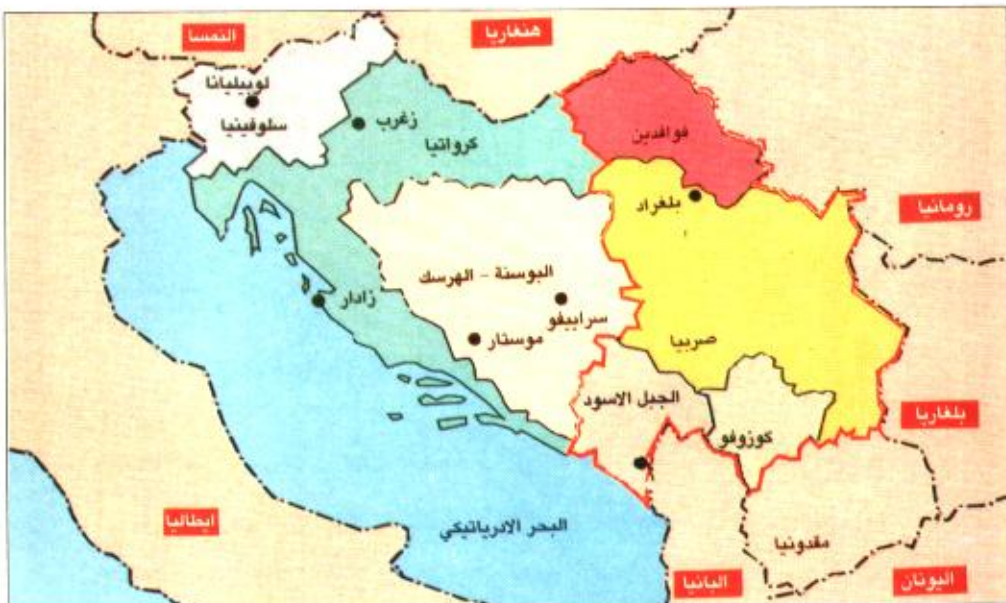 النمسا
هنغاريا
لوبيليانا
سلوفينيا
زغرب
كرواتيا
فوافدين
بلغراد
رومانيا
البوسنة - الهرسك
زادار
سراييفو
موستار
صربيا
الجبل الاسود
كوزوفو
بلغاريا
ايطاليا
البحر الادرياتيكي
مقدونيا
البانيا
اليونان